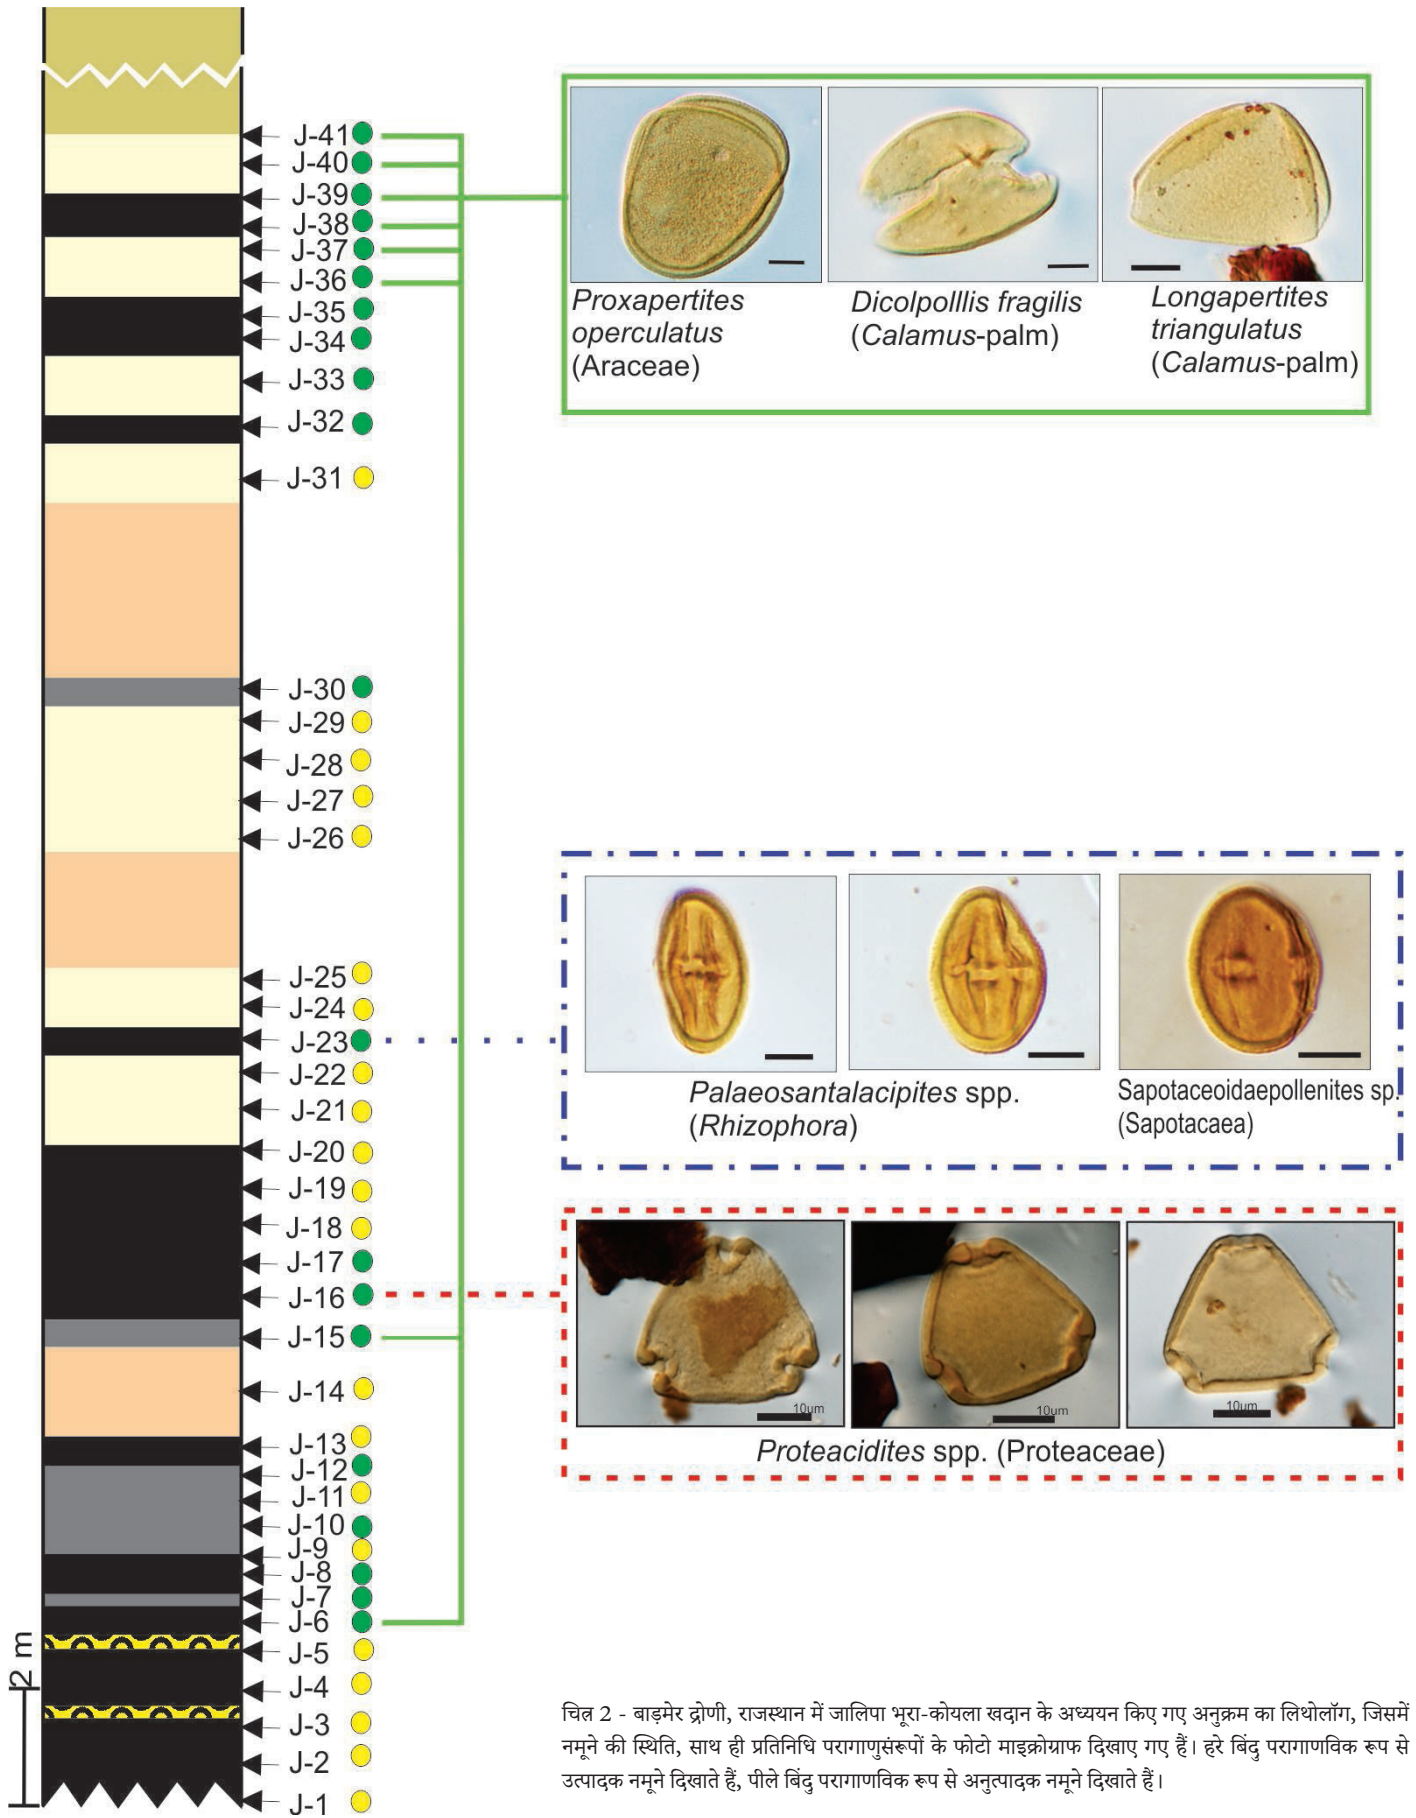 J-41
J-40
J-39
J-38
J-37
J-36
J-35
J-34
J-33
J-32
J-31
J-30
J-29
J-28
J-27
J-26
J-25
J-24
J-23
J-22
J-21
J-20
J-19
J-18
J-17
J-16
J-15
J-14
J-13
J-12
J-11
J-10
J-9
J-8
J-7
J-6
J-5
J-4
J-3
J-2
J-1
2 m
Proxapertites
operculatus
(Araceae)
Dicolpolllis fragilis
(Calamus-palm)
Longapertites
triangulatus
(Calamus-palm)
Palaeosantalacipites spp.
(Rhizophora)
Sapotaceoidaepollenites sp.
(Sapotacaea)
10um
10um
10um
Proteacidites spp. (Proteaceae)
चित्र 2 - बाड़मेर द्रोणी, राजस्थान में जालिपा भूरा-कोयला खदान के अध्ययन किए गए अनुक्रम का लिथोलॉग, जिसमें
नमूने की स्थिति, साथ ही प्रतिनिधि परागाणुसंरूपों के फोटो माइक्रोग्राफ दिखाए गए हैं। हरे बिंदु परागाणविक रूप से
उत्पादक नमूने दिखाते हैं, पीले बिंदु परागाणविक रूप से अनुत्पादक नमूने दिखाते हैं।